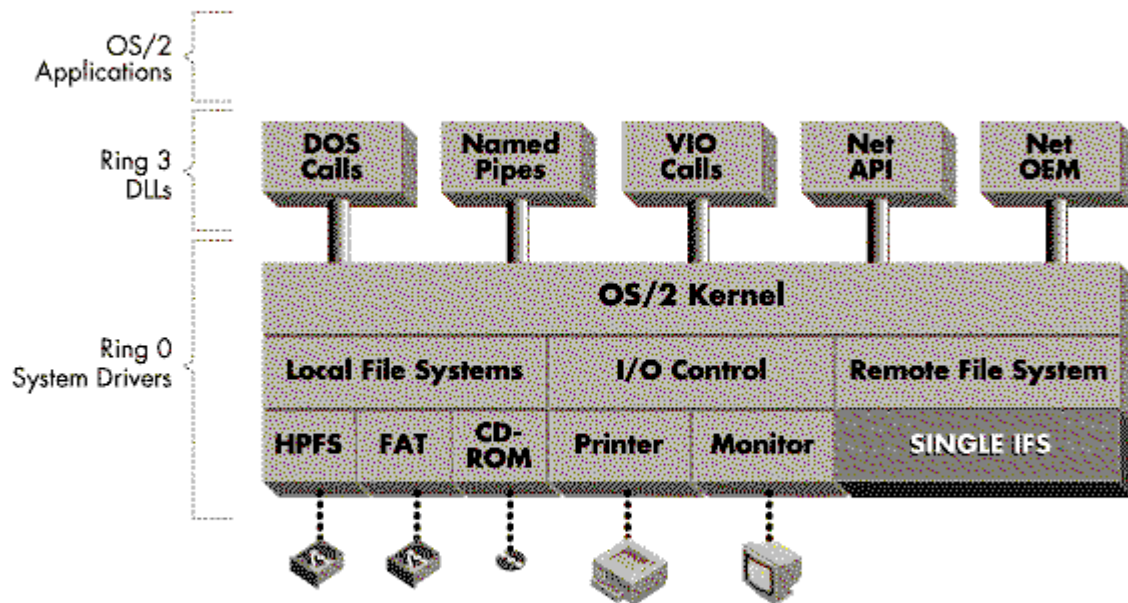 OS/2
Applications
Ring 3
DLLs
DOS
Calls
Named
Pipes
VIO
Calls
Net
API
Net
OEM
Ring 0
System Drivers
OS/2 Kernel
Local File Systems
I/O Control
Remote File System
HPFS
FAT
CD-
ROM
Printer
Monitor
SINGLE IFS